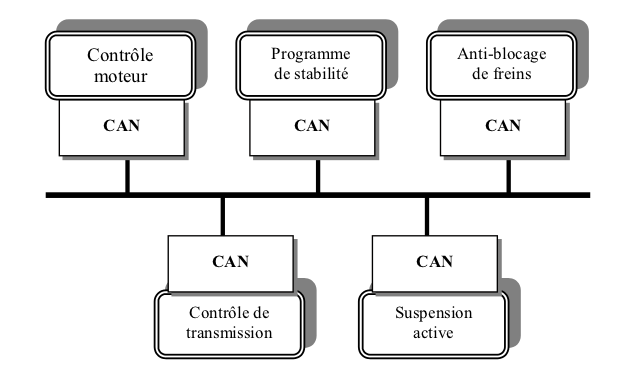 Contrôle
moteur
CAN
Programme
de stabilité
CAN
Anti-blocage
de freins
CAN
CAN
Contrôle de
transmission
CAN
Suspension
active